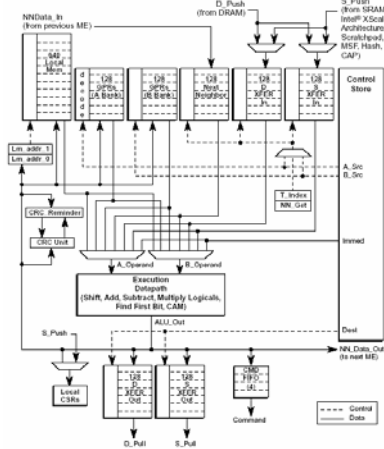 NNData_In
(from previous ME)
D_Push
(from DRAM)
S_Push
(from SRAM
Intel® XScale
Architecture,
Scratchpad,
MSF, Hash,
CAP)
640
Local
Mem
decode
128
GPRs
(A Bank)
128
GPRs
(B Bank)
128
Next
Neighbor
128
D
XFER
In
128
S
XFER
In
Control
Store
Lm_addr_1
Lm_addr_0
A_Src
B_Src
T_Index
NN_Get
CRC_Reminder
CRC Unit
Immed
A_Operand
B_Operand
Execution
Datapath
(Shift, Add, Subtract, Multiply Logicals,
Find First Bit, CAM)
ALU_Out
Dest
S_Push
NN_Data_Out
(to next ME)
Local
CSRs
128
D
XFER
Out
128
S
XFER
Out
CMD
FIFO
(4)
Command
Control
Data
D_Pull
S_Pull